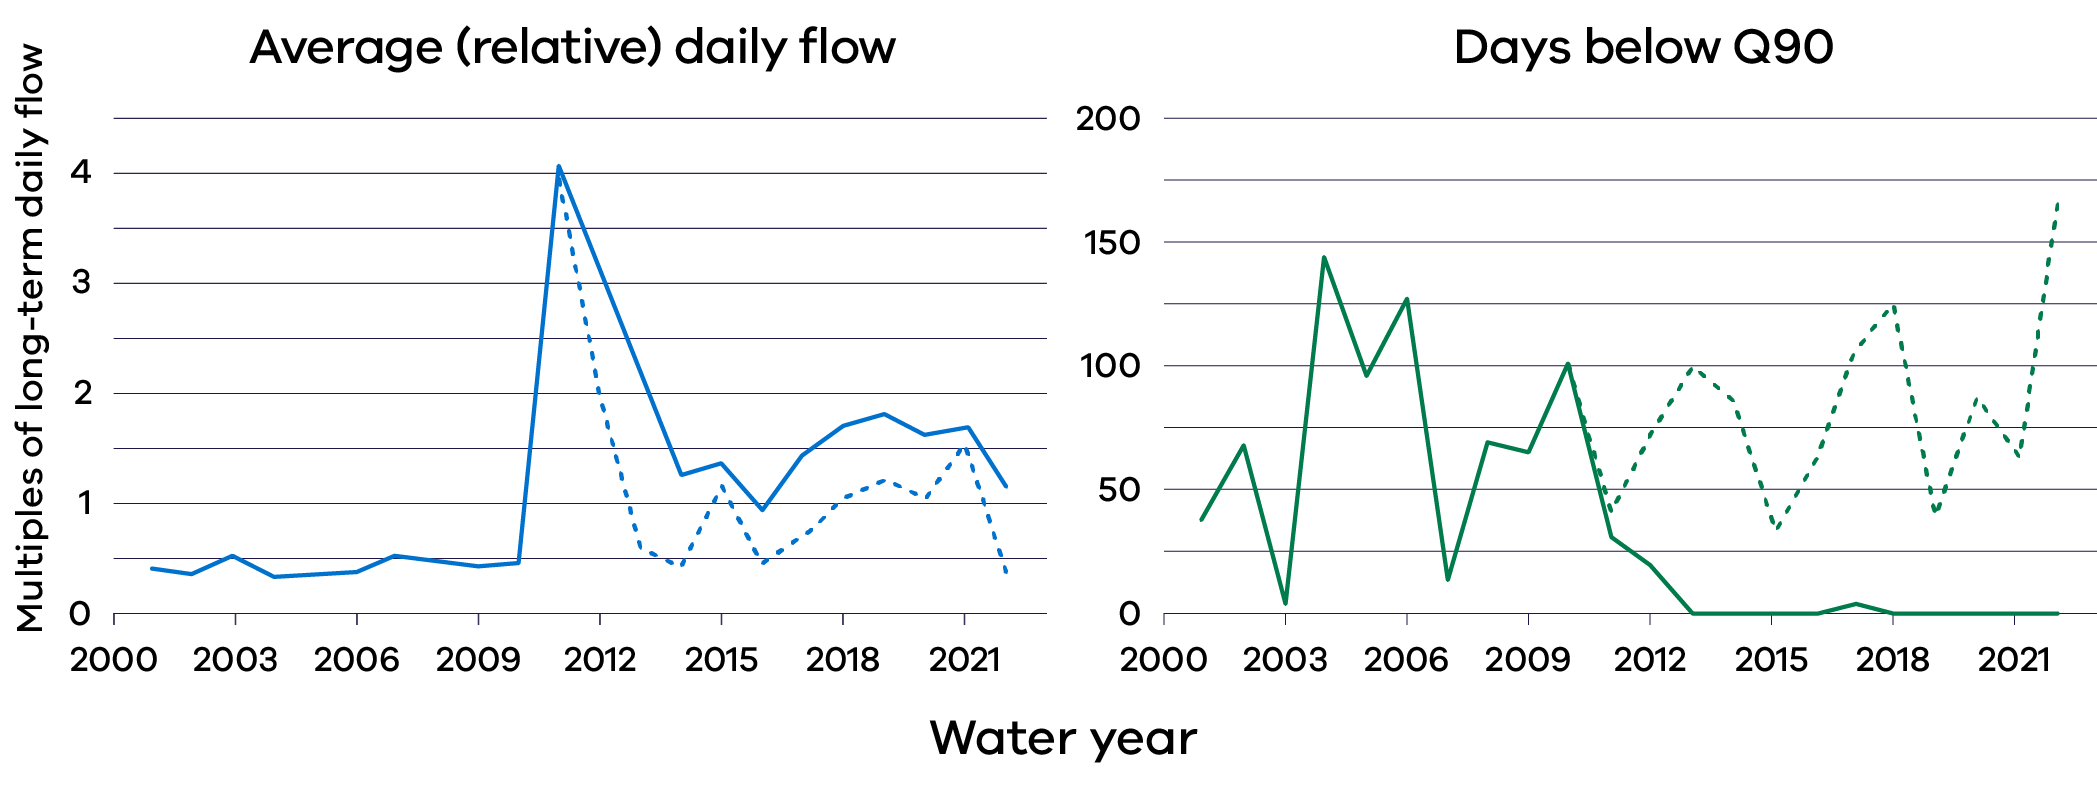 Average (relative) daily flow
Multiples of long-term daily flow
4
3
2
1
0
2000 2003 2006 2009 2012 2015 2018 2021
Days below Q90
200
150
100
50
0
2000 2003 2006 2009 2012 2015 2018 2021
Water year